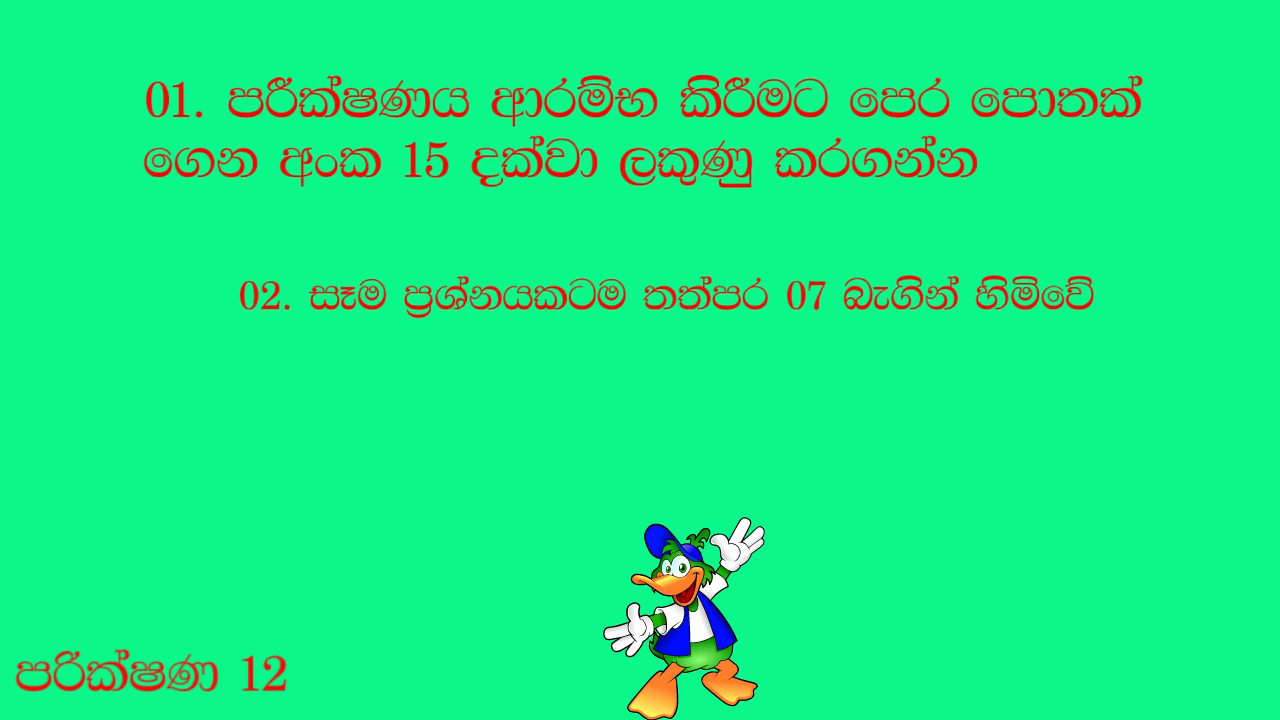 01. පරීක්ෂණය ආරම්භ කිරීමට පෙර පොතක්
ගෙන අංක 15 දක්වා ලකුණු කරගන්න
02. සෑම ප්‍රශ්නයකටම තත්පර 07 බැගින් හිමිවේ
පරික්ෂණ 12